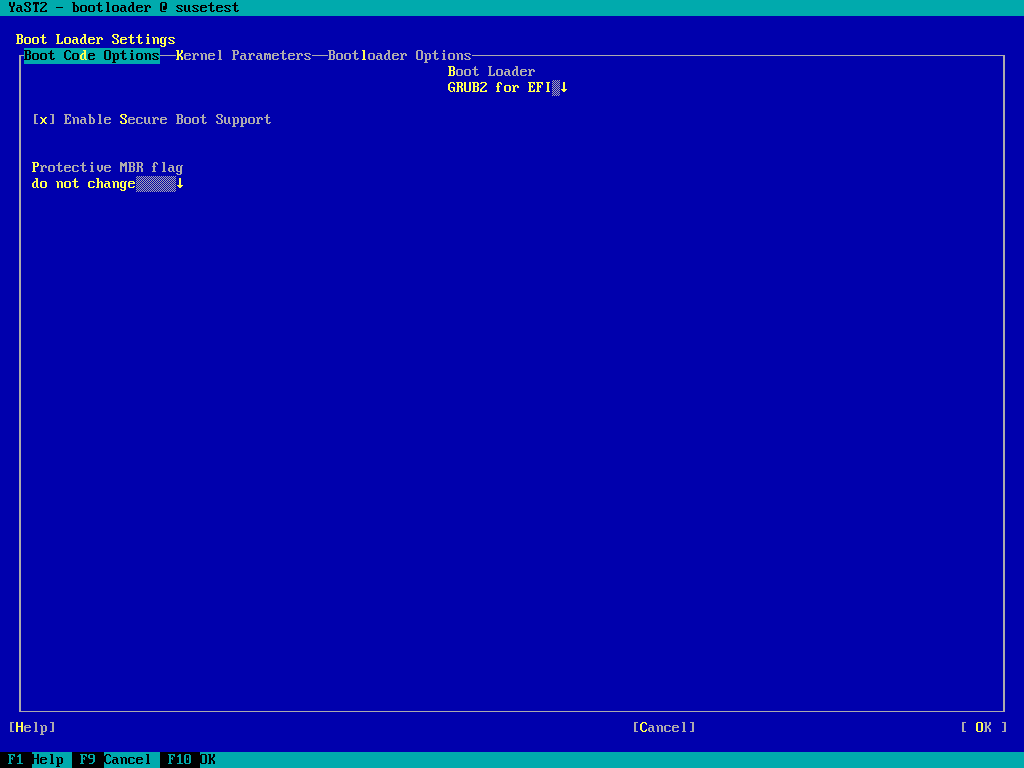 YaST2 - bootloader @ susetest
Boot Loader Settings
Boot Code Options Kernel Parameters Bootloader Options
Boot Loader
GRUB2 for EFI↓
[x] Enable Secure Boot Support
Protective MBR flag
do not change↓
[Help] [Cancel] [ OK ]
F1 Help F9 Cancel F10 OK